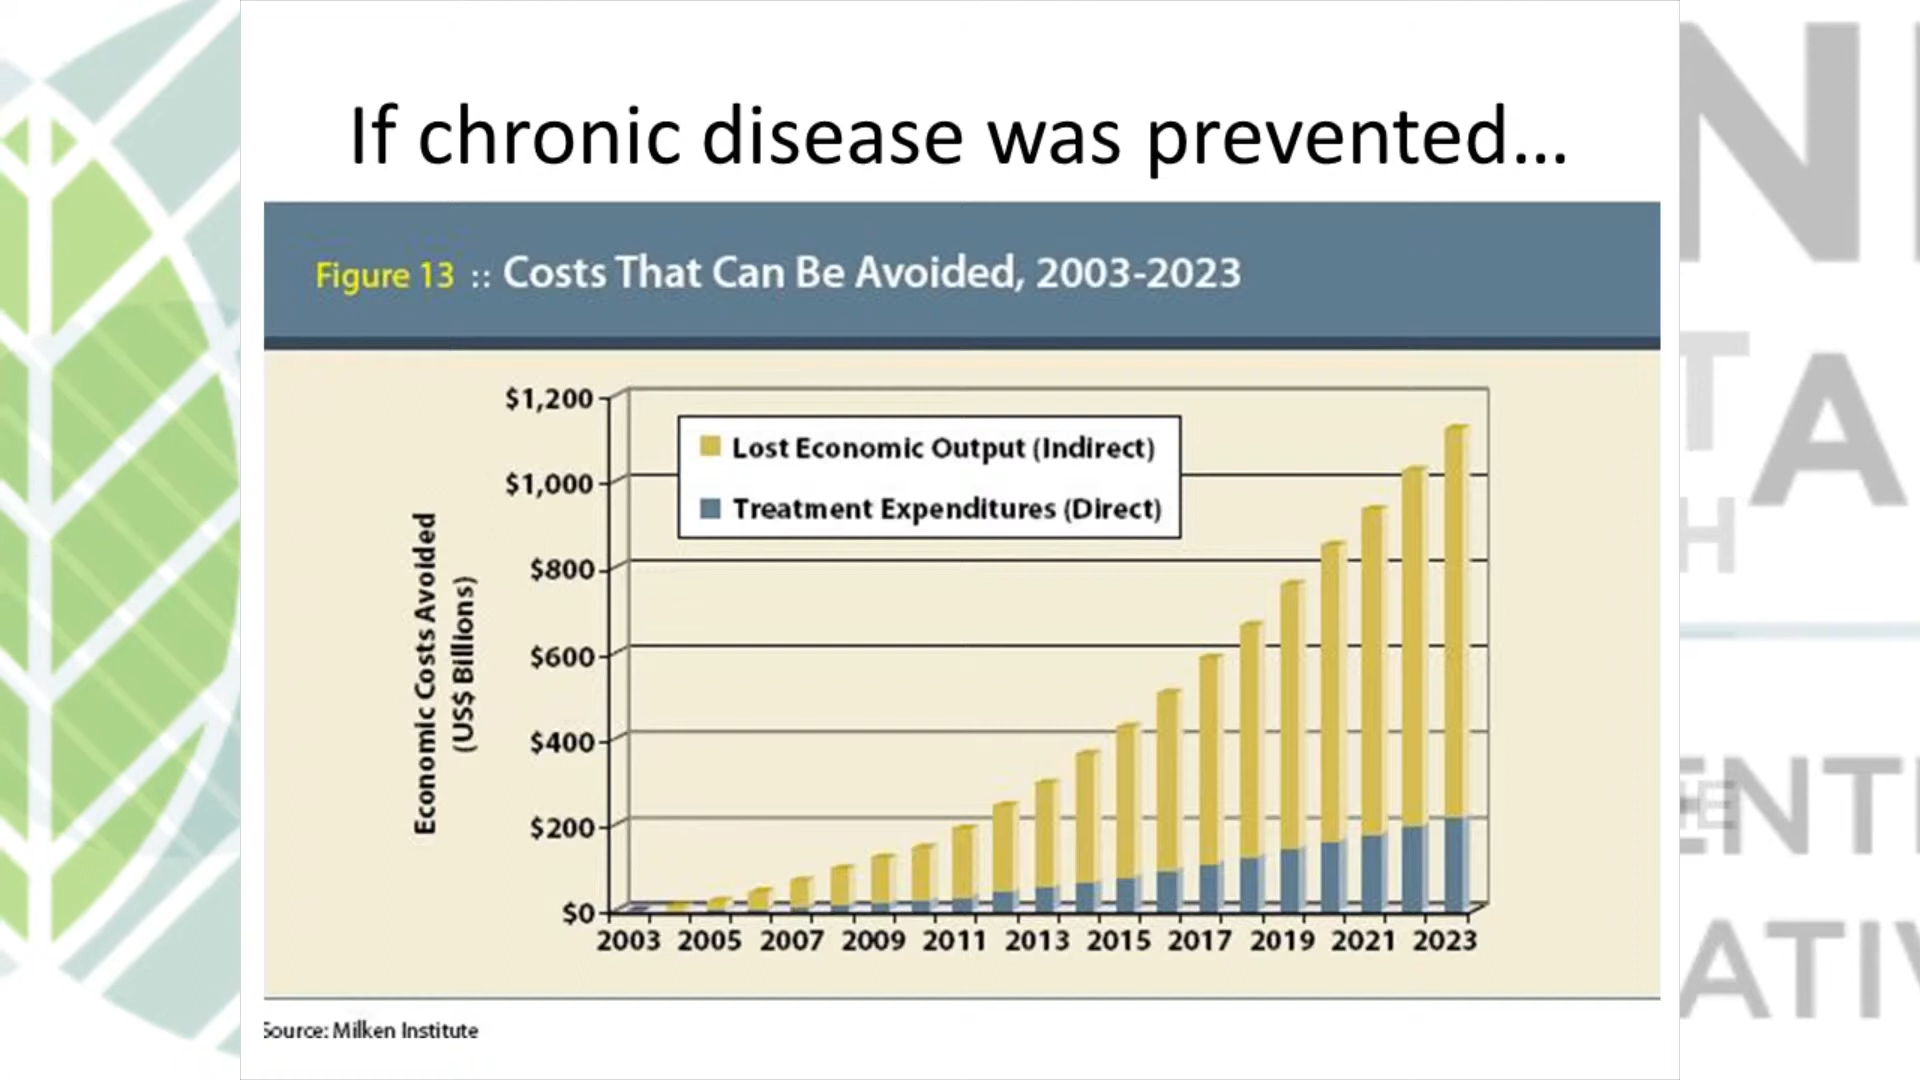 If chronic disease was prevented...
Figure 13 :: Costs That Can Be Avoided, 2003-2023
$1,200
$1,000
$800
$600
$400
$200
$0
Economic Costs Avoided
(US$ Billions)
Lost Economic Output (Indirect)
Treatment Expenditures (Direct)
2003 2005 2007 2009 2011 2013 2015 2017 2019 2021 2023
Source: Milken Institute